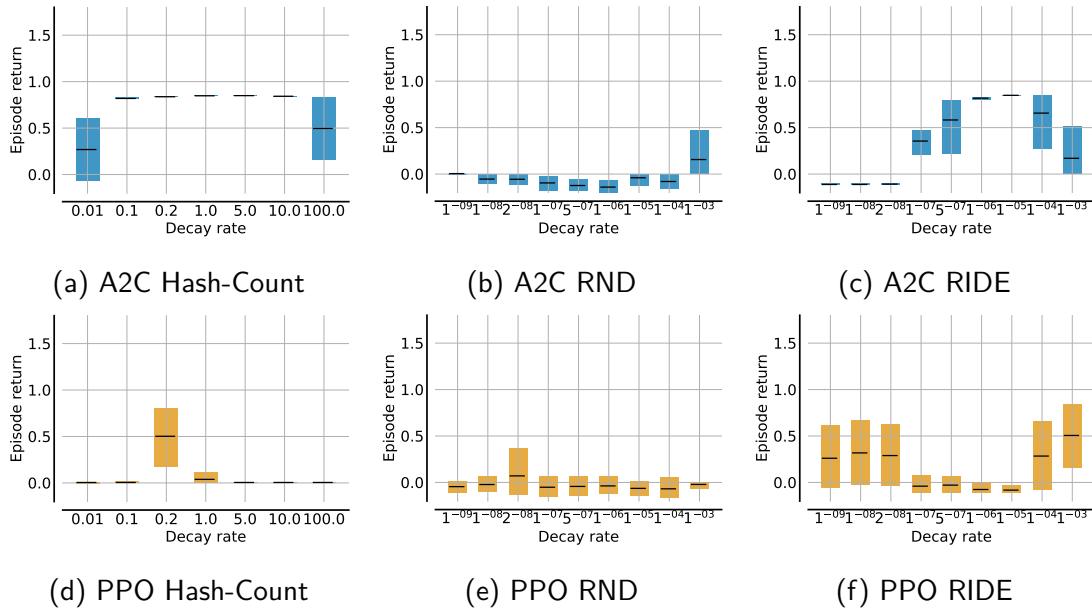 1.5
1.0
0.5
0.0
Episode return
0.01 0.1 0.2 1.0 5.0 10.0 100.0
Decay rate
(a) A2C Hash-Count
1.5
1.0
0.5
0.0
Episode return
1⁻⁰⁹ 1⁻⁰⁸ 2⁻⁰⁸ 1⁻⁰⁷ 5⁻⁰⁷ 1⁻⁰⁶ 1⁻⁰⁵ 1⁻⁰⁴ 1⁻⁰³
Decay rate
(b) A2C RND
1.5
1.0
0.5
0.0
Episode return
1⁻⁰⁹ 1⁻⁰⁸ 2⁻⁰⁸ 1⁻⁰⁷ 5⁻⁰⁷ 1⁻⁰⁶ 1⁻⁰⁵ 1⁻⁰⁴ 1⁻⁰³
Decay rate
(c) A2C RIDE
1.5
1.0
0.5
0.0
Episode return
0.01 0.1 0.2 1.0 5.0 10.0 100.0
Decay rate
(d) PPO Hash-Count
1.5
1.0
0.5
0.0
Episode return
1⁻⁰⁹ 1⁻⁰⁸ 2⁻⁰⁸ 1⁻⁰⁷ 5⁻⁰⁷ 1⁻⁰⁶ 1⁻⁰⁵ 1⁻⁰⁴ 1⁻⁰³
Decay rate
(e) PPO RND
1.5
1.0
0.5
0.0
Episode return
1⁻⁰⁹ 1⁻⁰⁸ 2⁻⁰⁸ 1⁻⁰⁷ 5⁻⁰⁷ 1⁻⁰⁶ 1⁻⁰⁵ 1⁻⁰⁴ 1⁻⁰³
Decay rate
(f) PPO RIDE